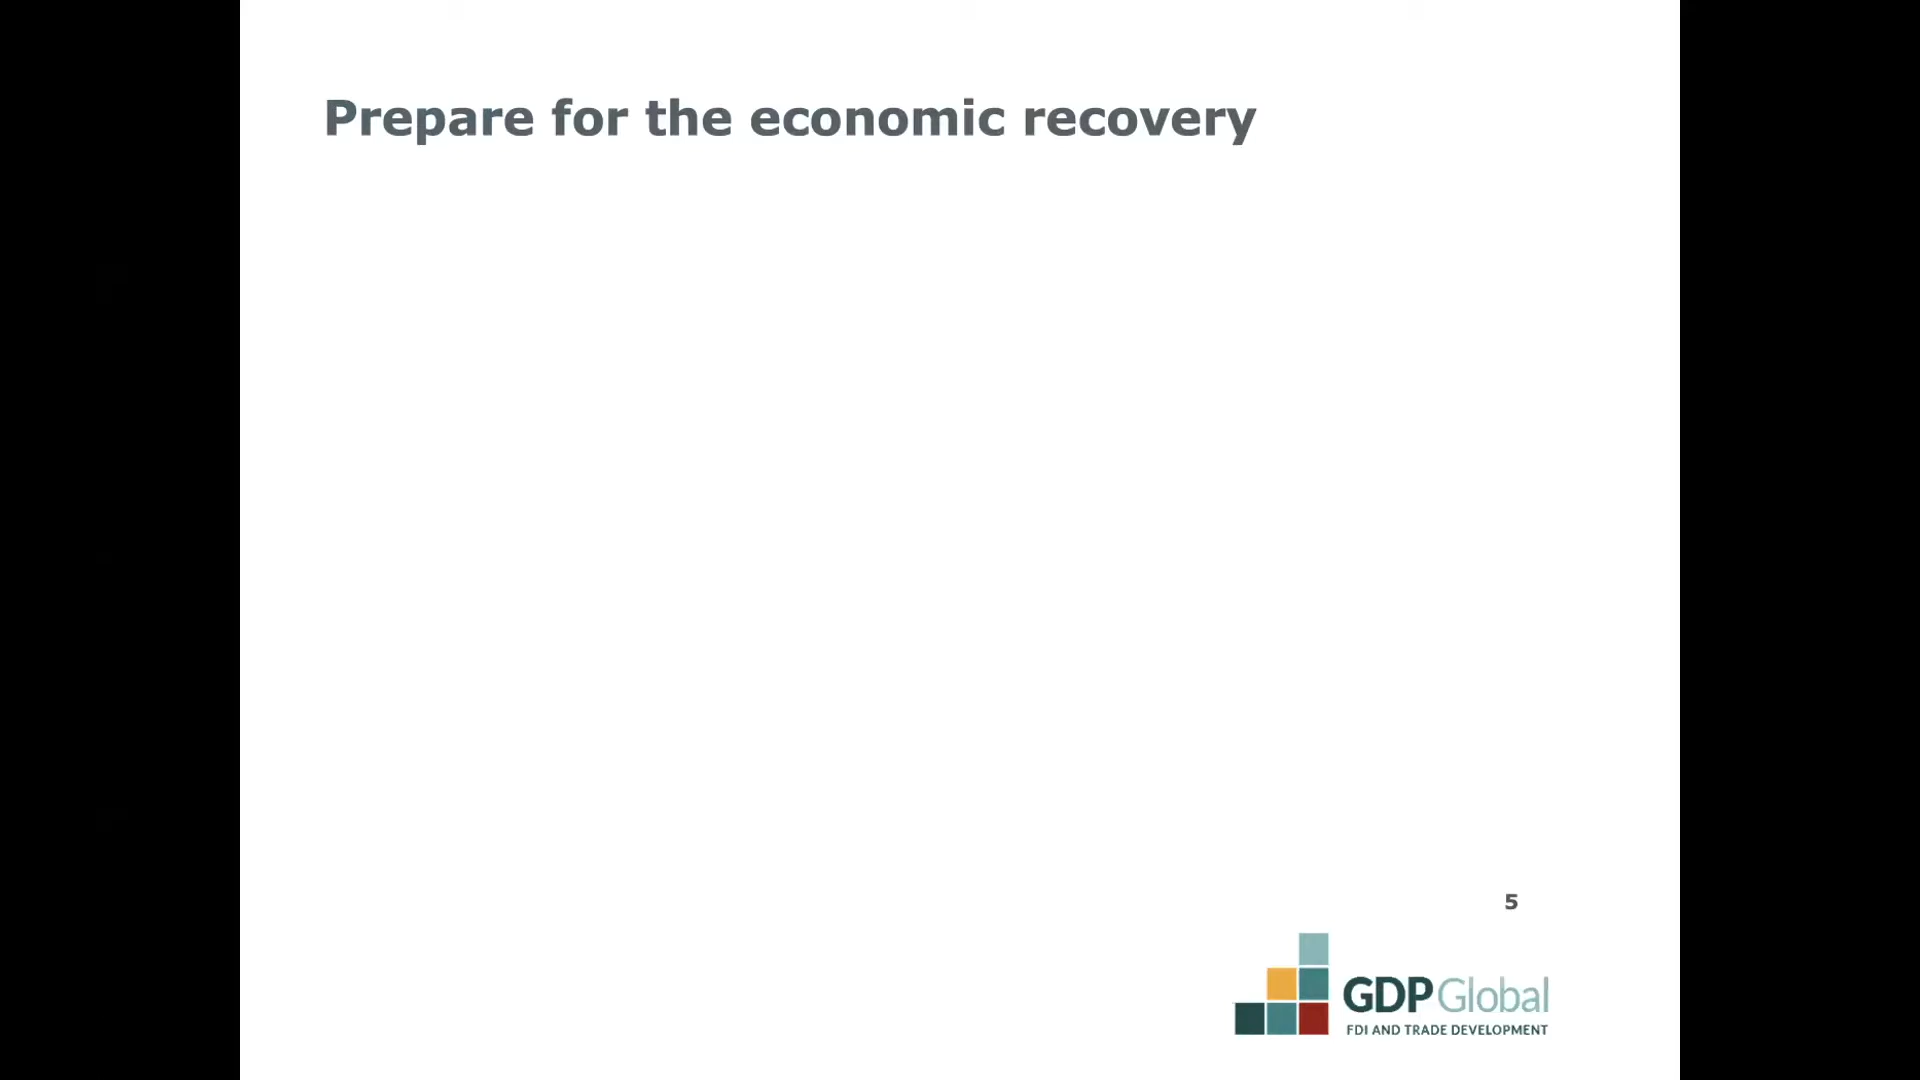 Prepare for the economic recovery
5
GDP Global
FDI AND TRADE DEVELOPMENT